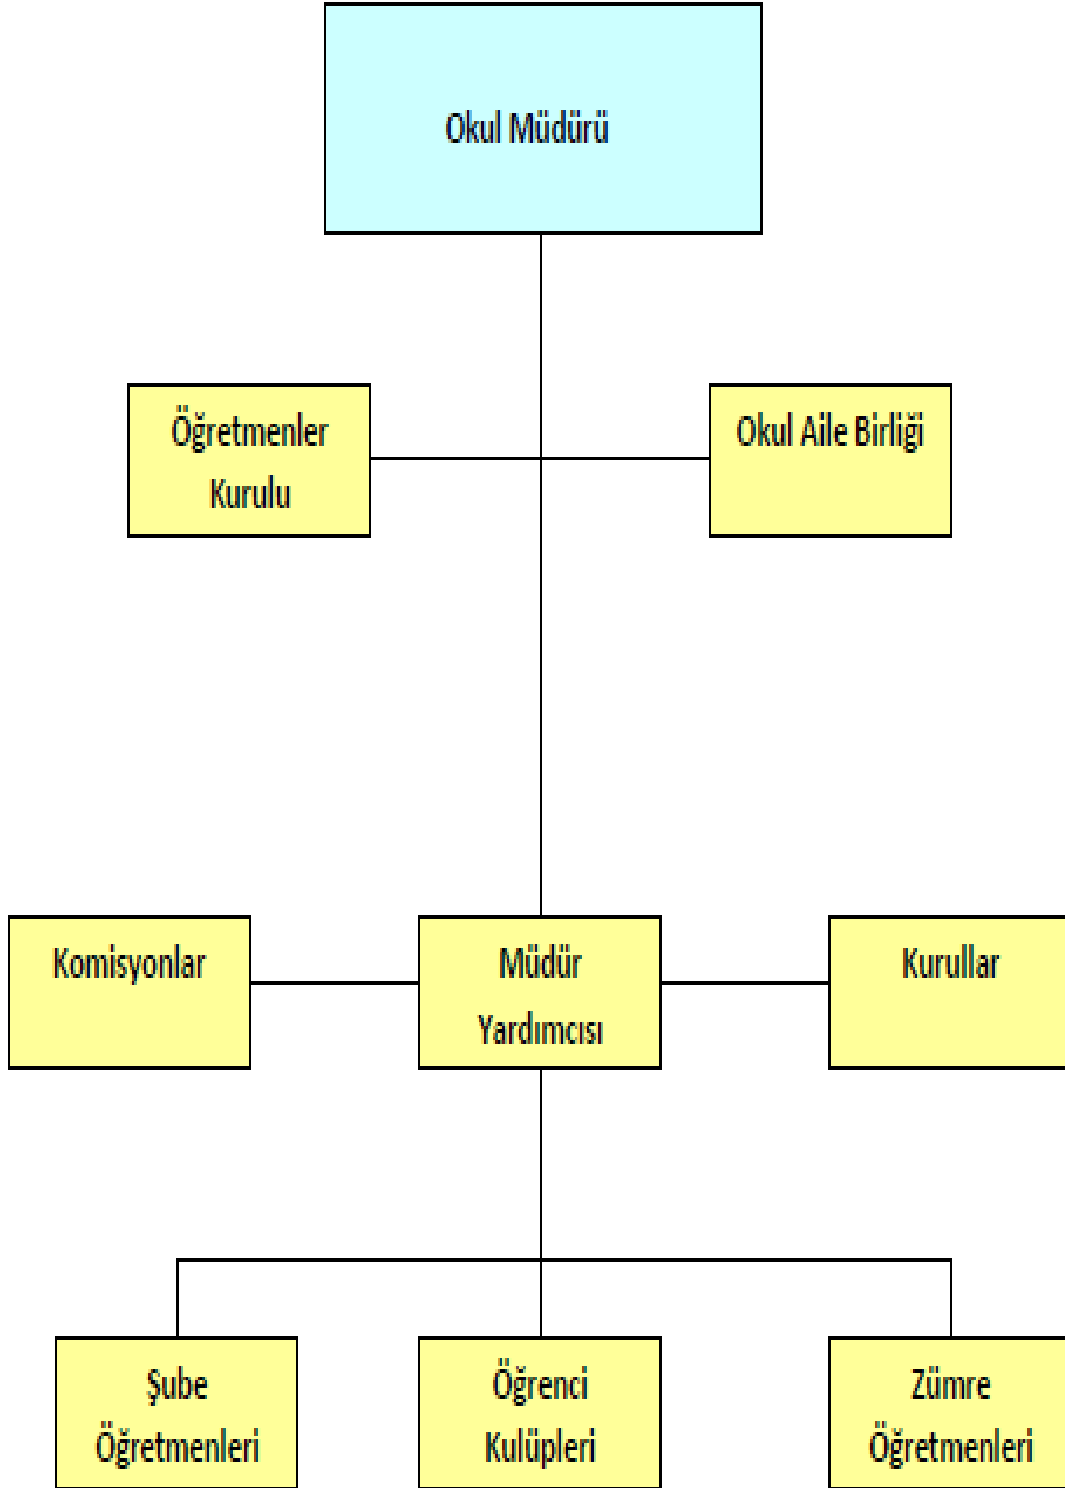 Okul Müdürü
Öğretmenler
Kurulu
Okul Aile Birliği
Komisyonlar
Müdür
Yardımcısı
Kurullar
Şube
Öğretmenleri
Öğrenci
Kulüpleri
Zümre
Öğretmenleri